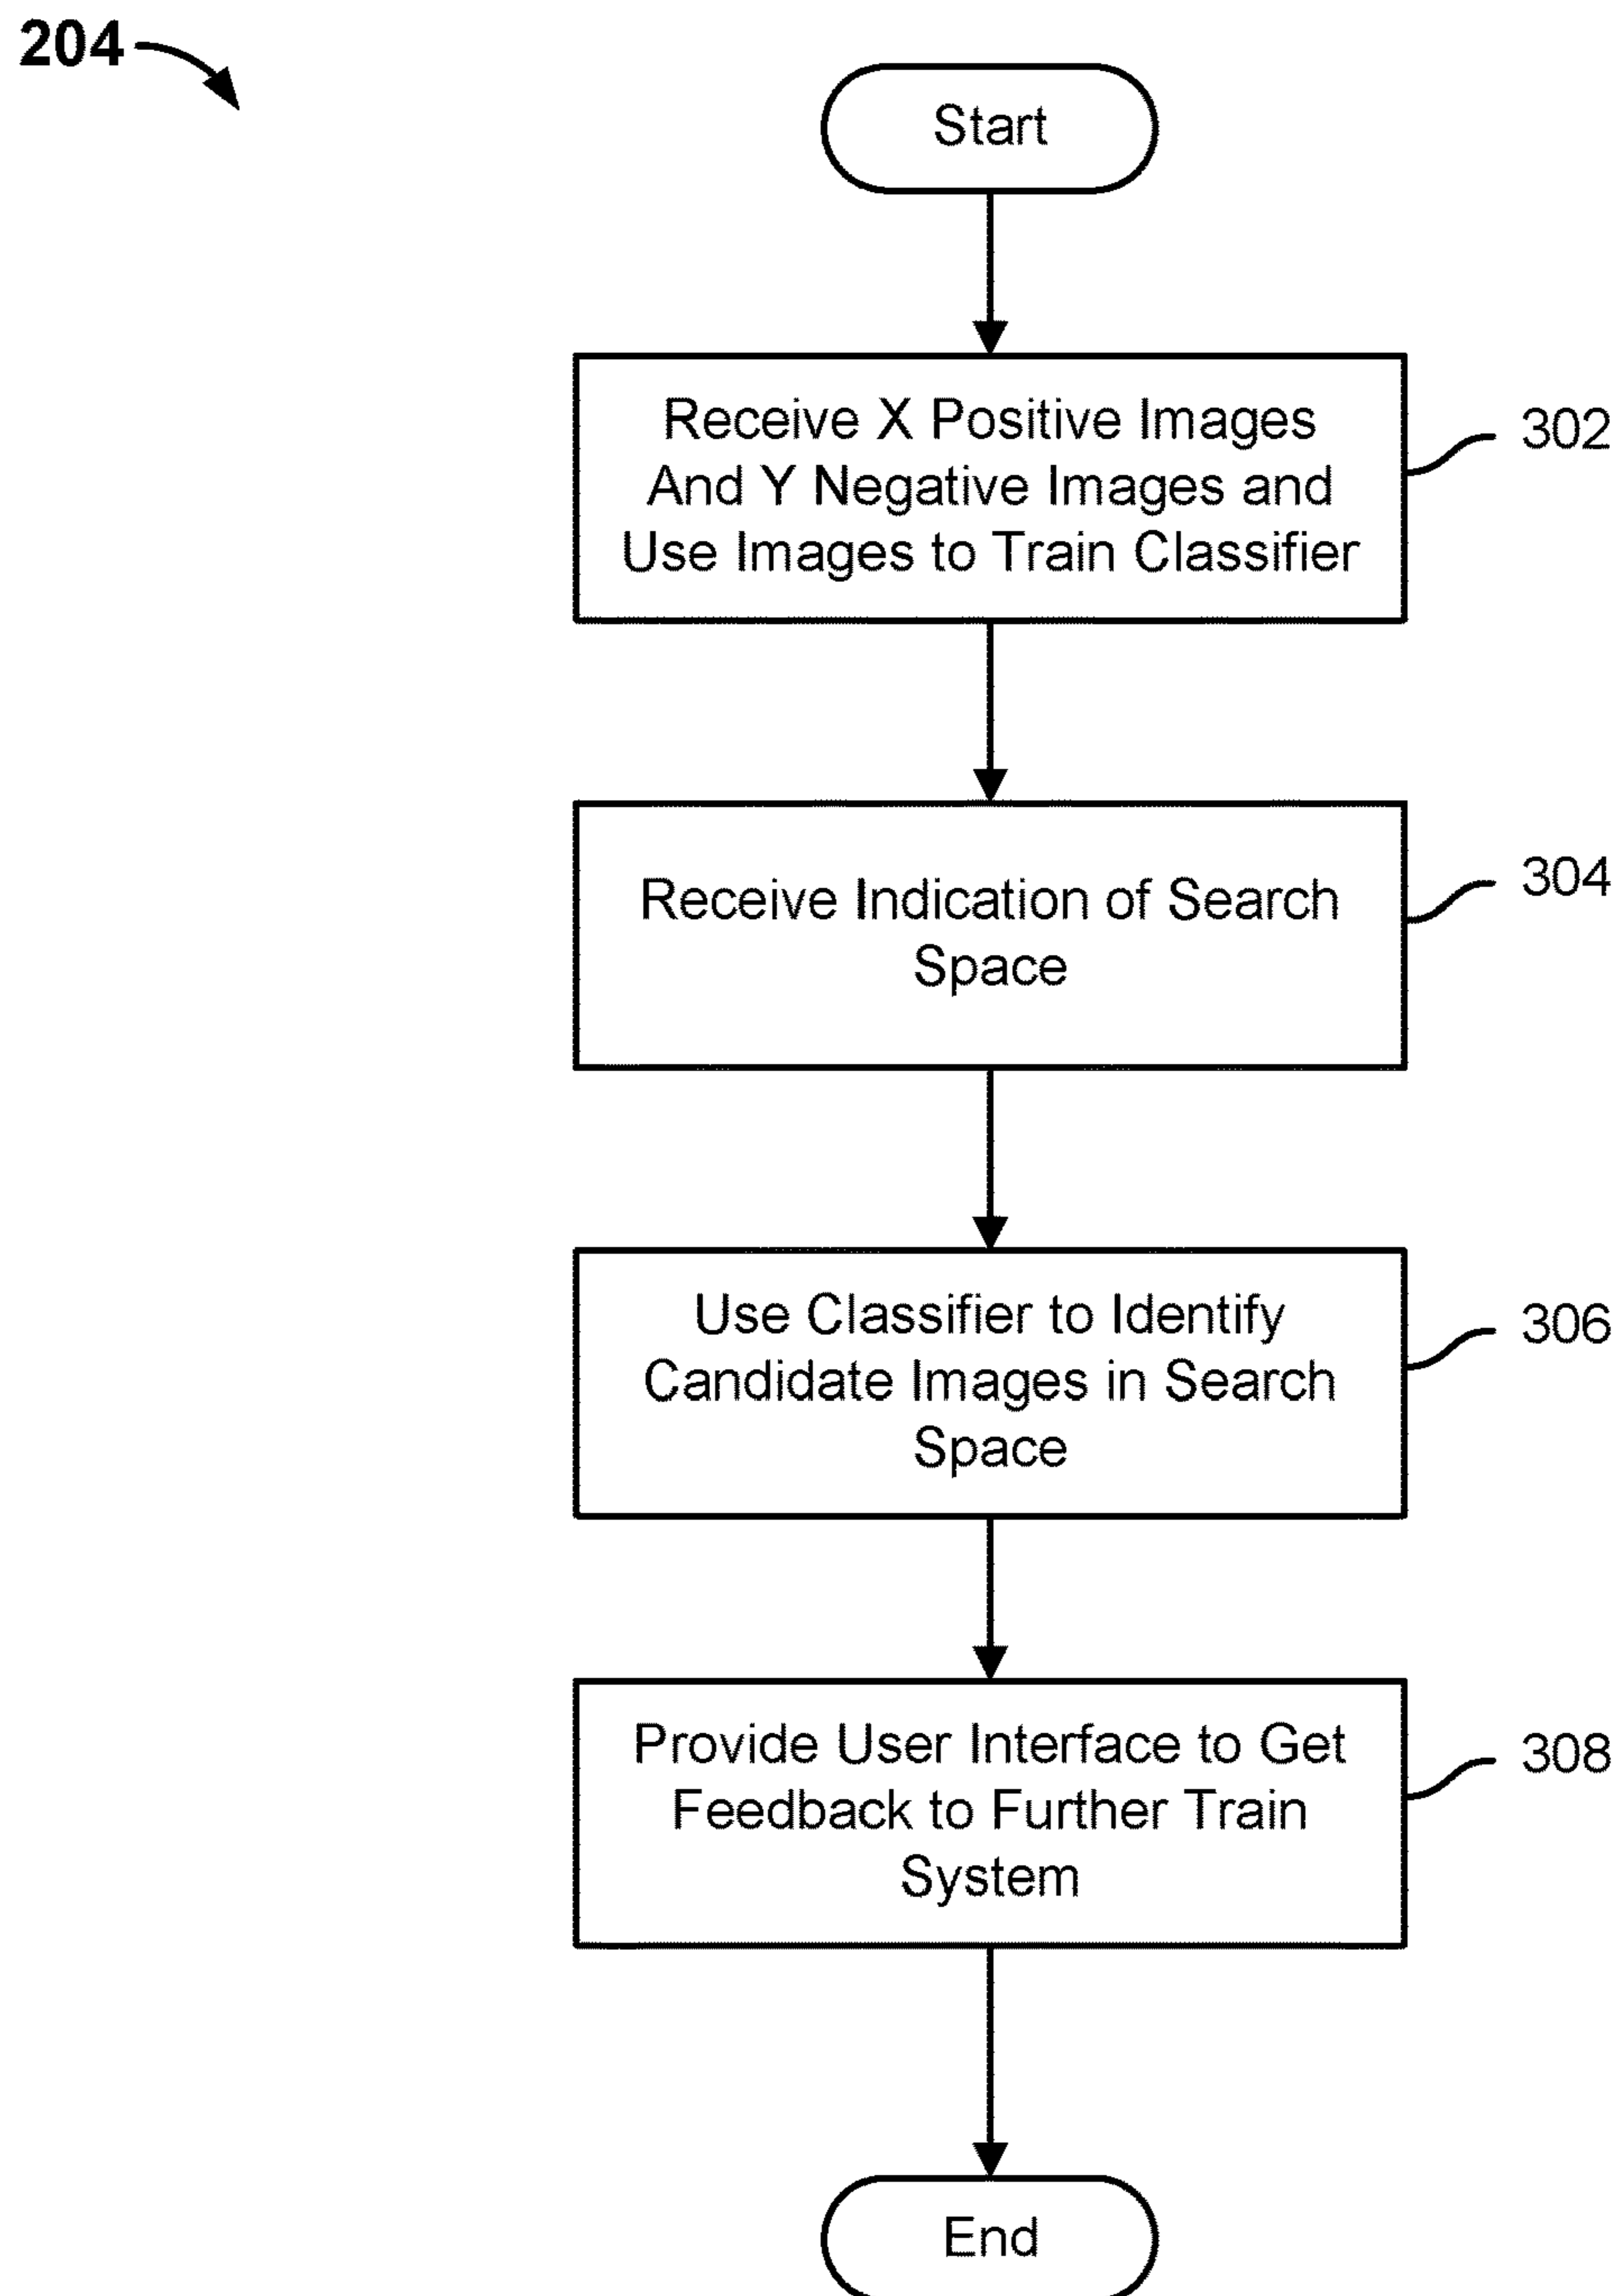 204
Start
Receive X Positive Images
And Y Negative Images and
Use Images to Train Classifier
302
Receive Indication of Search
Space
304
Use Classifier to Identify
Candidate Images in Search
Space
306
Provide User Interface to Get
Feedback to Further Train
System
308
End